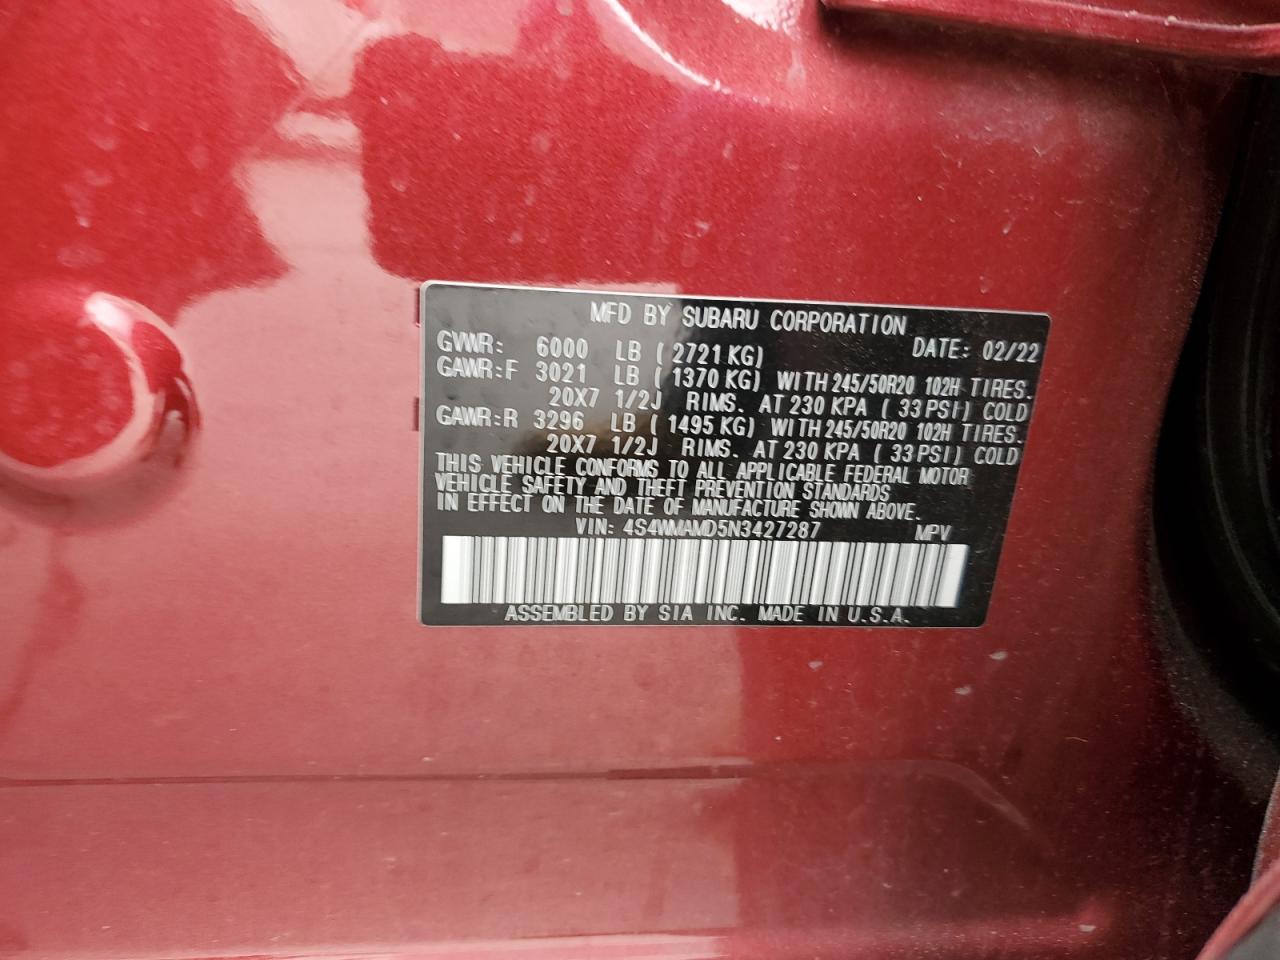 MFD BY SUBARU CORPORATION
GVWR: 6000 LB ( 2721 KG) DATE: 02/22
GAWR:F 3021 LB ( 1370 KG) WITH 245/50R20 102H TIRES.
20X7 1/2J RIMS. AT 230 KPA ( 33 PSI) COLD
GAWR:R 3296 LB ( 1495 KG) WITH 245/50R20 102H TIRES.
20X7 1/2J RIMS. AT 230 KPA ( 33 PSI) COLD
THIS VEHICLE CONFORMS TO ALL APPLICABLE FEDERAL MOTOR
VEHICLE SAFETY AND THEFT PREVENTION STANDARDS
IN EFFECT ON THE DATE OF MANUFACTURE SHOWN ABOVE.
VIN: 4S4WMAMD5N3427287 MPV
ASSEMBLED BY SIA INC. MADE IN U.S.A.